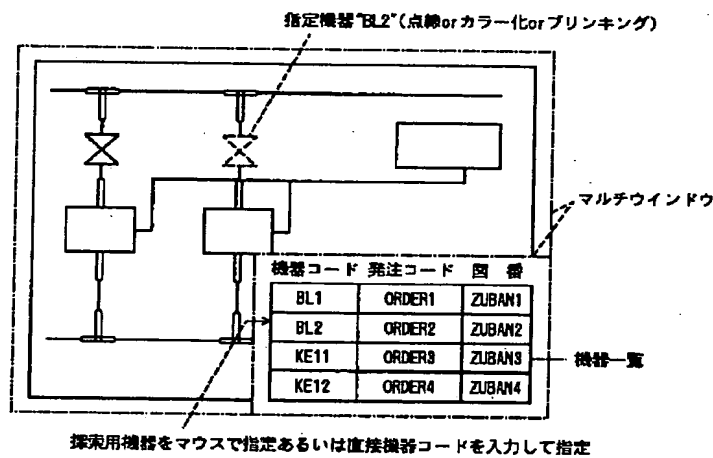 指定機器"BL2"(点線orカラー化orブリンキング)
マルチウインドウ
機器コード 発注コード 図 番
BL1 ORDER1 ZUBAN1
BL2 ORDER2 ZUBAN2
KE11 ORDER3 ZUBAN3
KE12 ORDER4 ZUBAN4
機器一覧
探索用機器をマウスで指定あるいは直接機器コードを入力して指定